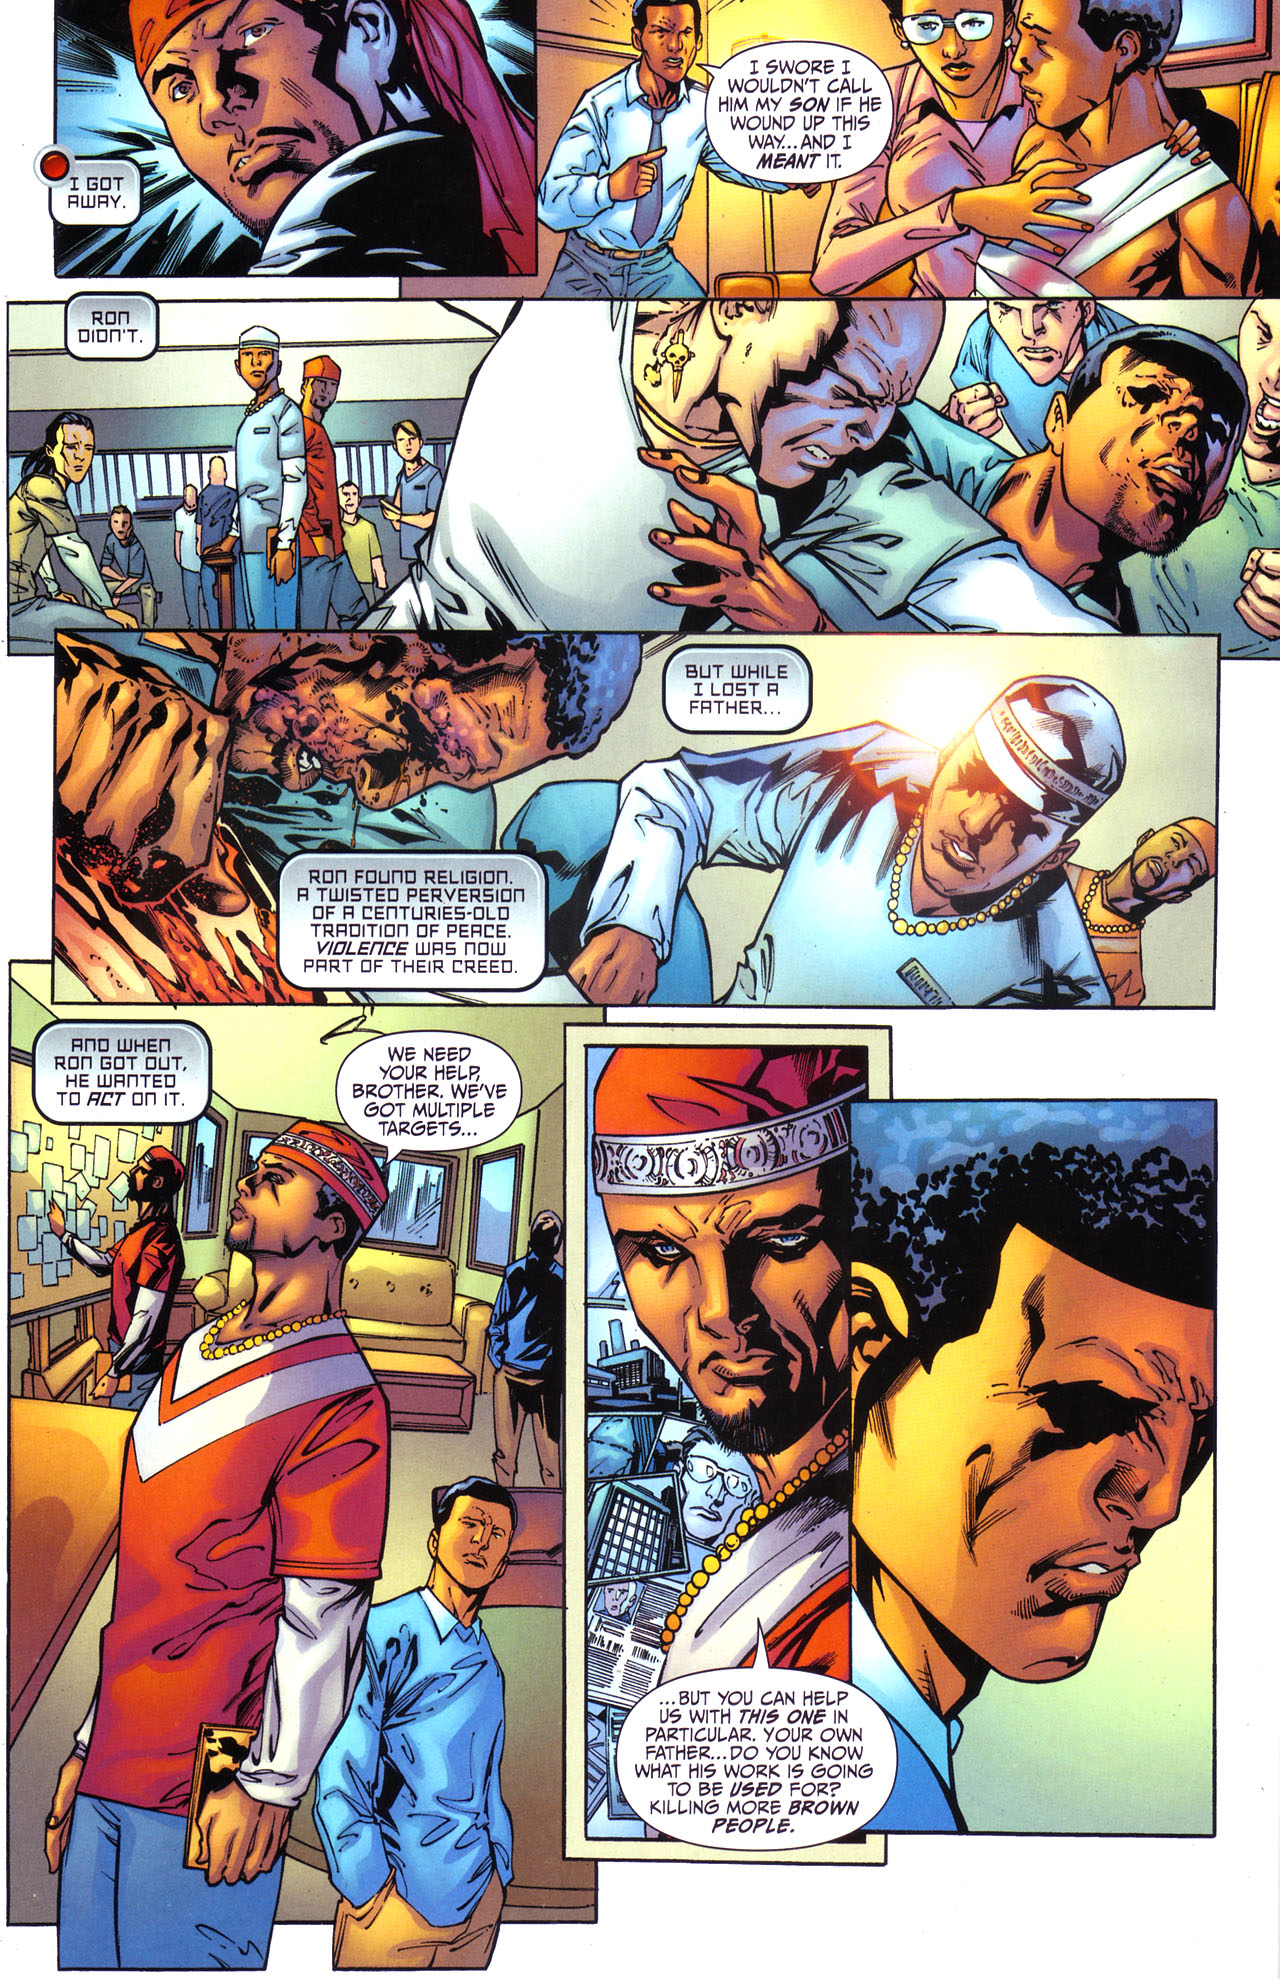 I GOT
AWAY.
I SWORE I
WOULDN'T CALL
HIM MY SON IF HE
WOUND UP THIS
WAY...AND I
MEANT IT.
RON
DIDN'T.
BUT WHILE
I LOST A
FATHER...
RON FOUND RELIGION.
A TWISTED PERVERSION
OF A CENTURIES-OLD
TRADITION OF PEACE.
VIOLENCE WAS NOW
PART OF THEIR CREED.
AND WHEN
RON GOT OUT,
HE WANTED
TO ACT ON IT.
WE NEED
YOUR HELP,
BROTHER. WE'VE
GOT MULTIPLE
TARGETS...
...BUT YOU CAN HELP
US WITH THIS ONE IN
PARTICULAR. YOUR OWN
FATHER...DO YOU KNOW
WHAT HIS WORK IS GOING
TO BE USED FOR?
KILLING MORE BROWN
PEOPLE.